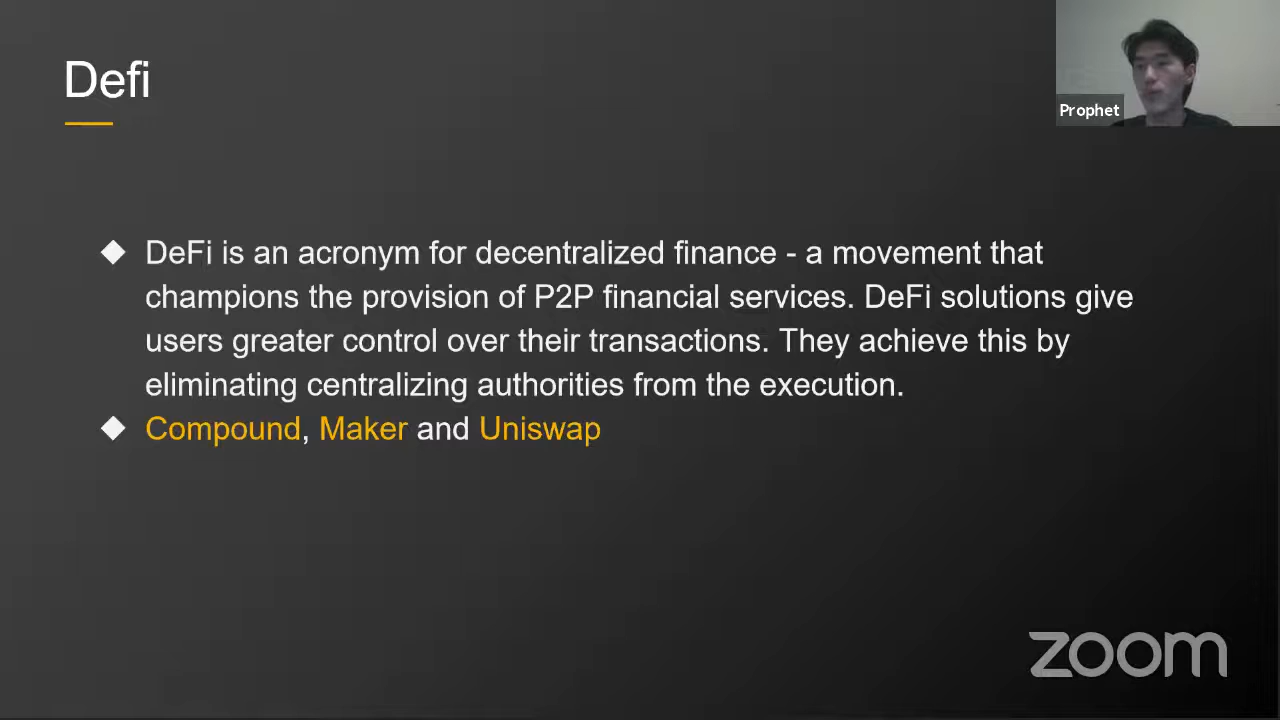 Defi
Prophet
DeFi is an acronym for decentralized finance - a movement that
champions the provision of P2P financial services. DeFi solutions give
users greater control over their transactions. They achieve this by
eliminating centralizing authorities from the execution.
Compound, Maker and Uniswap
zoom